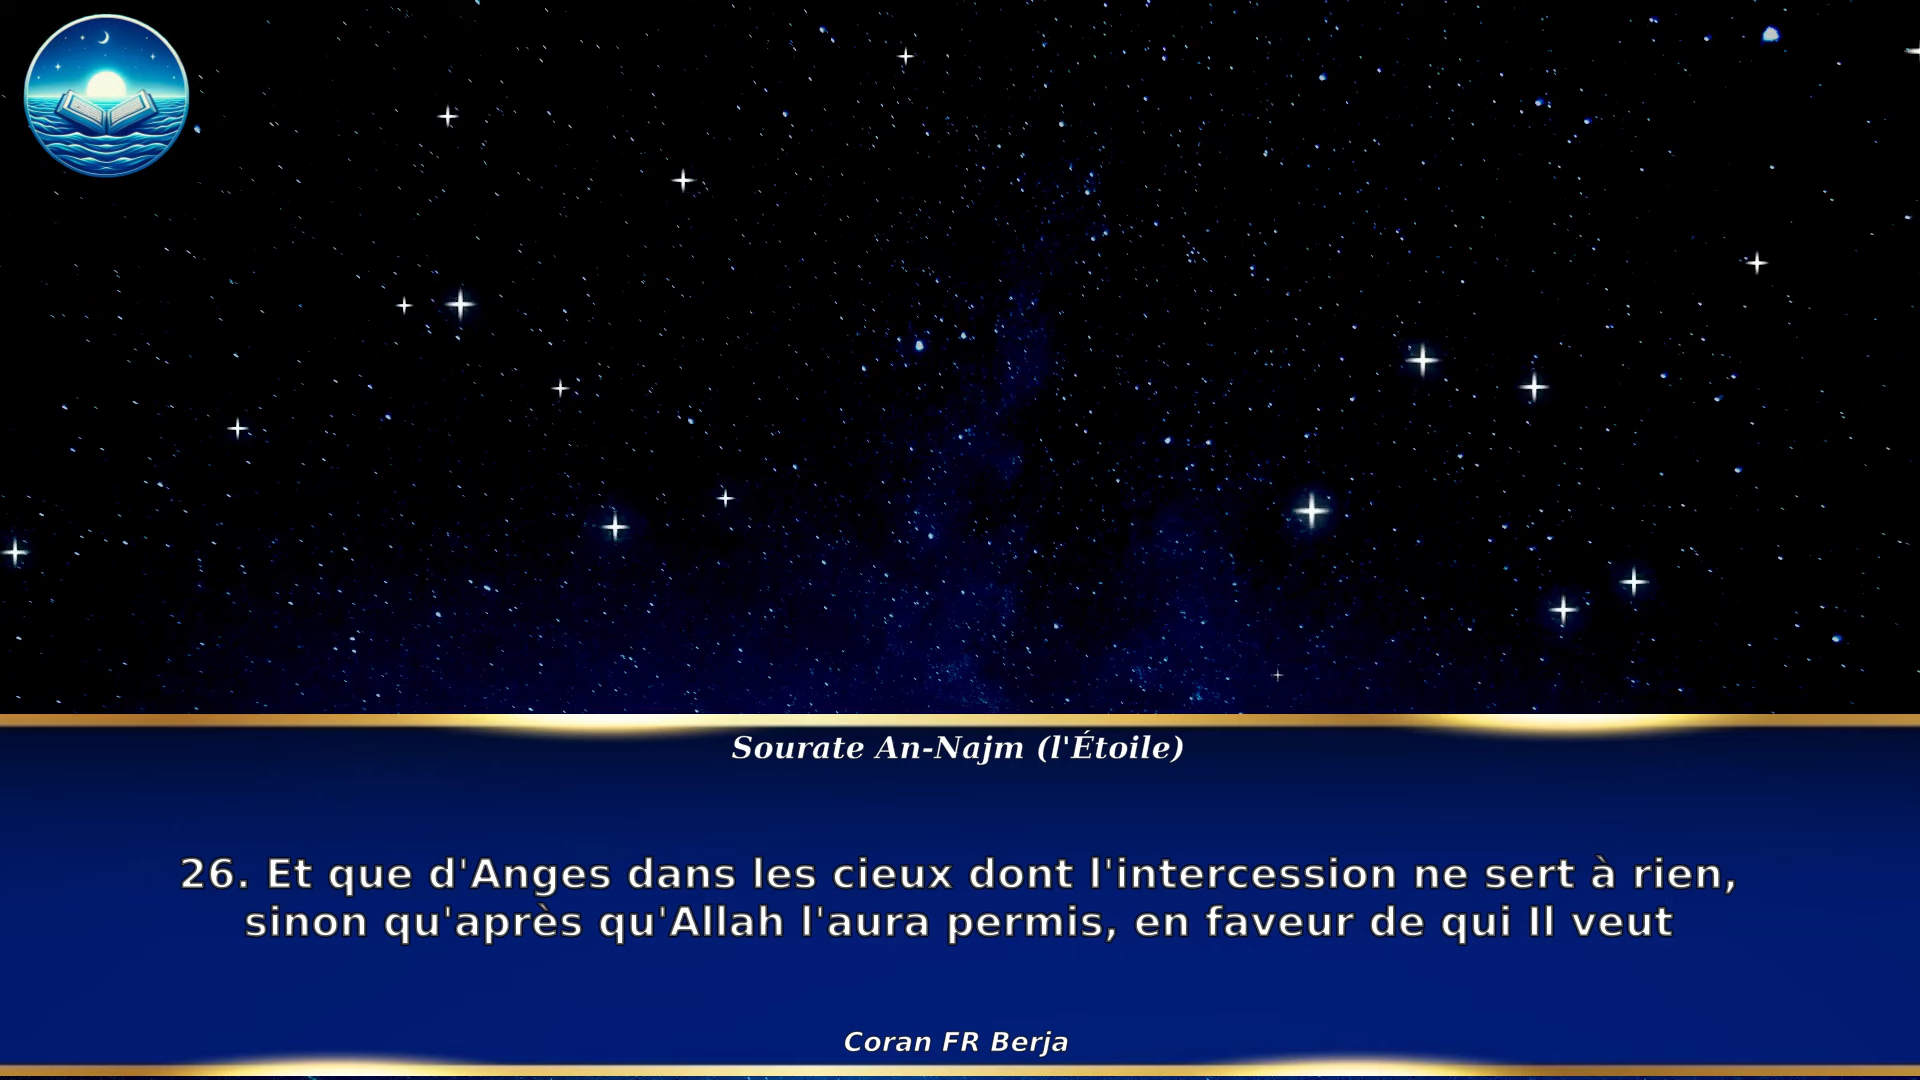 Sourate An-Najm (l'Étoile)
26. Et que d'Anges dans les cieux dont l'intercession ne sert à rien,
sinon qu'après qu'Allah l'aura permis, en faveur de qui Il veut
Coran FR Berja